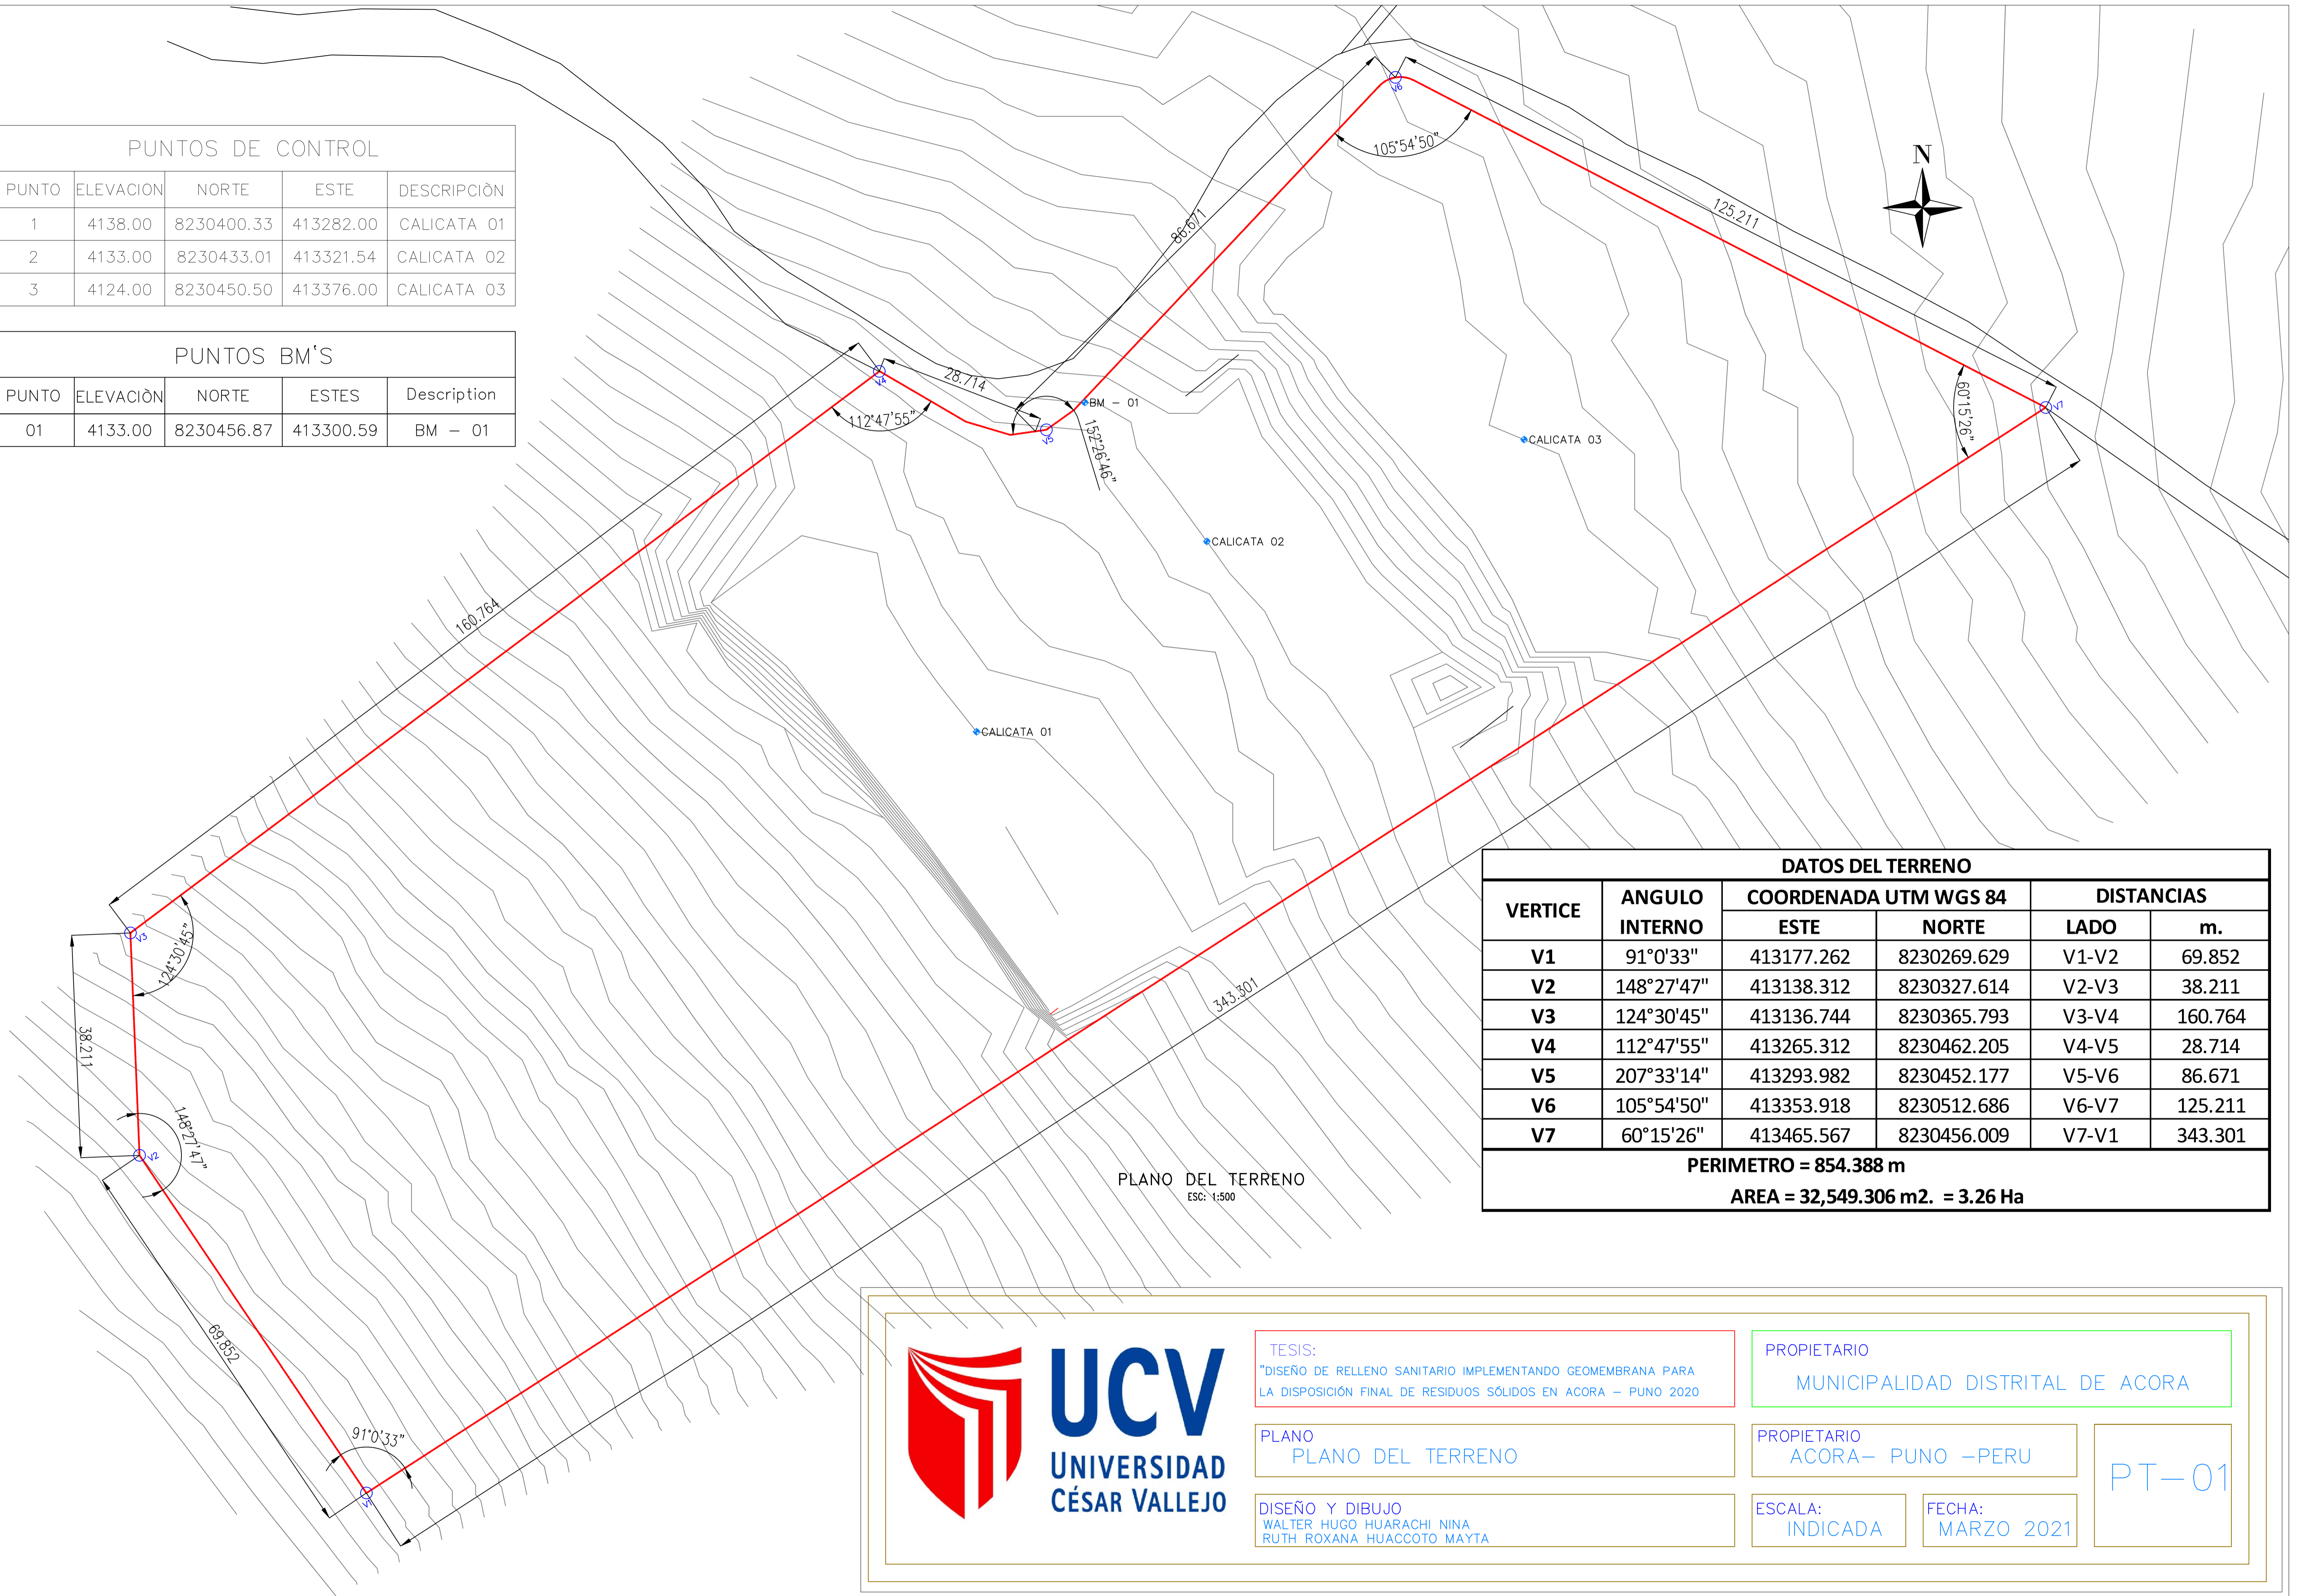 PUNTOS DE CONTROL
PUNTO ELEVACION NORTE ESTE DESCRIPCIÒN
1 4138.00 8230400.33 413282.00 CALICATA 01
2 4133.00 8230433.01 413321.54 CALICATA 02
3 4124.00 8230450.50 413376.00 CALICATA 03
PUNTOS BM'S
PUNTO ELEVACIÒN NORTE ESTES Description
01 4133.00 8230456.87 413300.59 BM – 01
V6
105°54'50"
86.671
125.211
N
V4
28.714
112°47'55"
V5
BM – 01
152°26'46"
CALICATA 03
60°15'26"
V7
CALICATA 02
160.764
CALICATA 01
V3
124°30'45"
38.211
343.301
V2
148°27'47"
69.852
91°0'33"
V1
PLANO DEL TERRENO
ESC: 1:500
DATOS DEL TERRENO
VERTICE ANGULO INTERNO COORDENADA UTM WGS 84 DISTANCIAS
ESTE NORTE LADO m.
V1 91°0'33" 413177.262 8230269.629 V1-V2 69.852
V2 148°27'47" 413138.312 8230327.614 V2-V3 38.211
V3 124°30'45" 413136.744 8230365.793 V3-V4 160.764
V4 112°47'55" 413265.312 8230462.205 V4-V5 28.714
V5 207°33'14" 413293.982 8230452.177 V5-V6 86.671
V6 105°54'50" 413353.918 8230512.686 V6-V7 125.211
V7 60°15'26" 413465.567 8230456.009 V7-V1 343.301
PERIMETRO = 854.388 m
AREA = 32,549.306 m2. = 3.26 Ha
UCV
UNIVERSIDAD
CÉSAR VALLEJO
TESIS:
"DISEÑO DE RELLENO SANITARIO IMPLEMENTANDO GEOMEMBRANA PARA
LA DISPOSICIÓN FINAL DE RESIDUOS SÓLIDOS EN ACORA – PUNO 2020
PROPIETARIO
MUNICIPALIDAD DISTRITAL DE ACORA
PLANO
PLANO DEL TERRENO
PROPIETARIO
ACORA– PUNO –PERU
PT–01
DISEÑO Y DIBUJO
WALTER HUGO HUARACHI NINA
RUTH ROXANA HUACCOTO MAYTA
ESCALA:
INDICADA
FECHA:
MARZO 2021